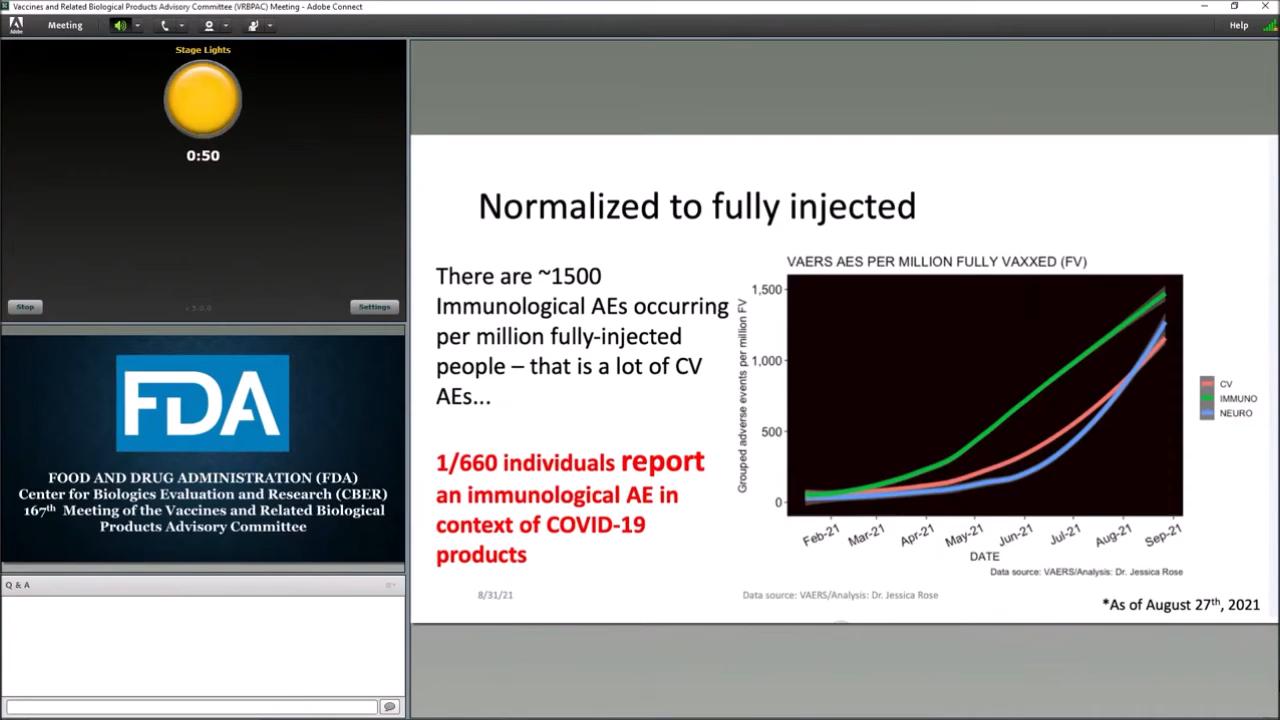 Vaccines and Related Biological Products Advisory Committee (VRBPAC) Meeting - Adobe Connect
Adobe
Meeting
Help
Stage Lights
0:50
Stop
v 3.0.0
Settings
FDA
FOOD AND DRUG ADMINISTRATION (FDA)
Center for Biologics Evaluation and Research (CBER)
167th Meeting of the Vaccines and Related Biological
Products Advisory Committee
Q & A
Normalized to fully injected
There are ~1500
Immunological AEs occurring
per million fully-injected
people – that is a lot of CV
AEs...
1/660 individuals report
an immunological AE in
context of COVID-19
products
8/31/21
VAERS AES PER MILLION FULLY VAXXED (FV)
Grouped adverse events per million FV
1,500
1,000
500
0
Feb-21
Mar-21
Apr-21
May-21
Jun-21
Jul-21
Aug-21
Sep-21
DATE
CV
IMMUNO
NEURO
Data source: VAERS/Analysis: Dr. Jessica Rose
Data source: VAERS/Analysis: Dr. Jessica Rose
*As of August 27th, 2021